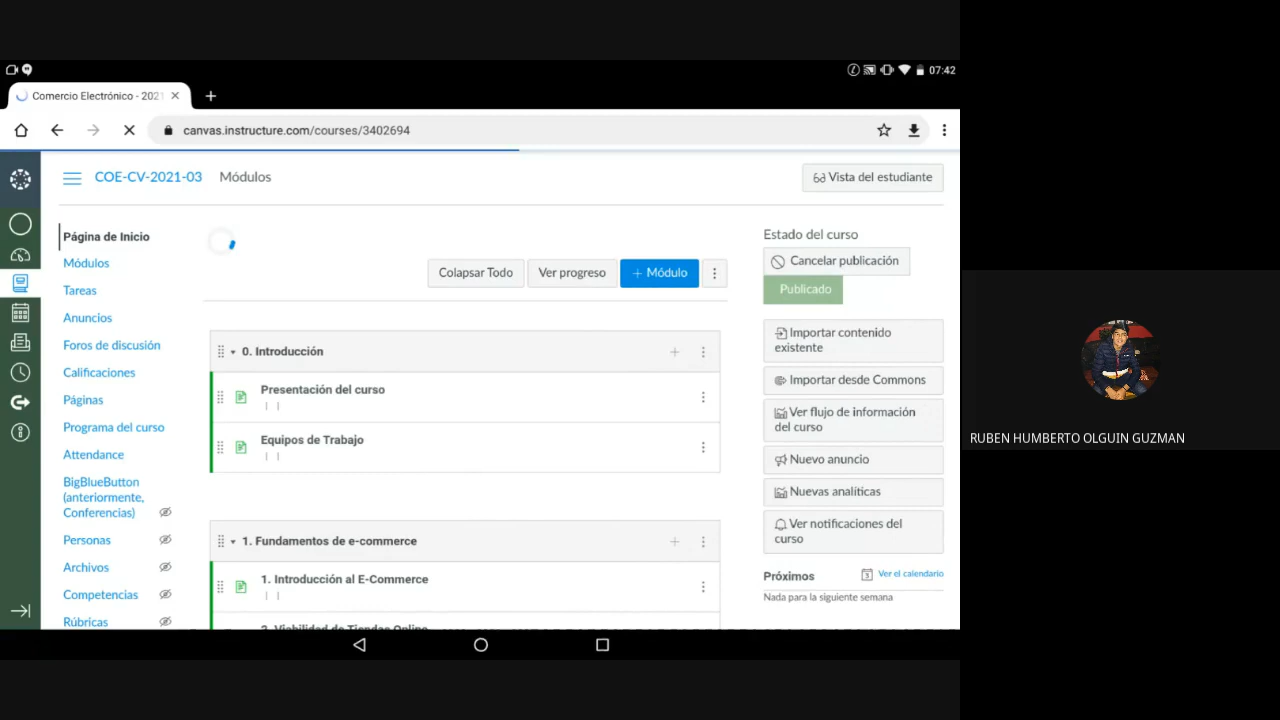 07:42
Comercio Electrónico - 2021
canvas.instructure.com/courses/3402694
COE-CV-2021-03 Módulos
Vista del estudiante
Página de Inicio
Módulos
Tareas
Anuncios
Foros de discusión
Calificaciones
Páginas
Programa del curso
Attendance
BigBlueButton
(anteriormente,
Conferencias)
Personas
Archivos
Competencias
Rúbricas
Colapsar Todo
Ver progreso
+ Módulo
0. Introducción
Presentación del curso
Equipos de Trabajo
1. Fundamentos de e-commerce
1. Introducción al E-Commerce
2. Viabilidad de Tiendas Online
Estado del curso
Cancelar publicación
Publicado
Importar contenido
existente
Importar desde Commons
Ver flujo de información
del curso
Nuevo anuncio
Nuevas analíticas
Ver notificaciones del
curso
Próximos
Ver el calendario
Nada para la siguiente semana
RUBEN HUMBERTO OLGUIN GUZMAN